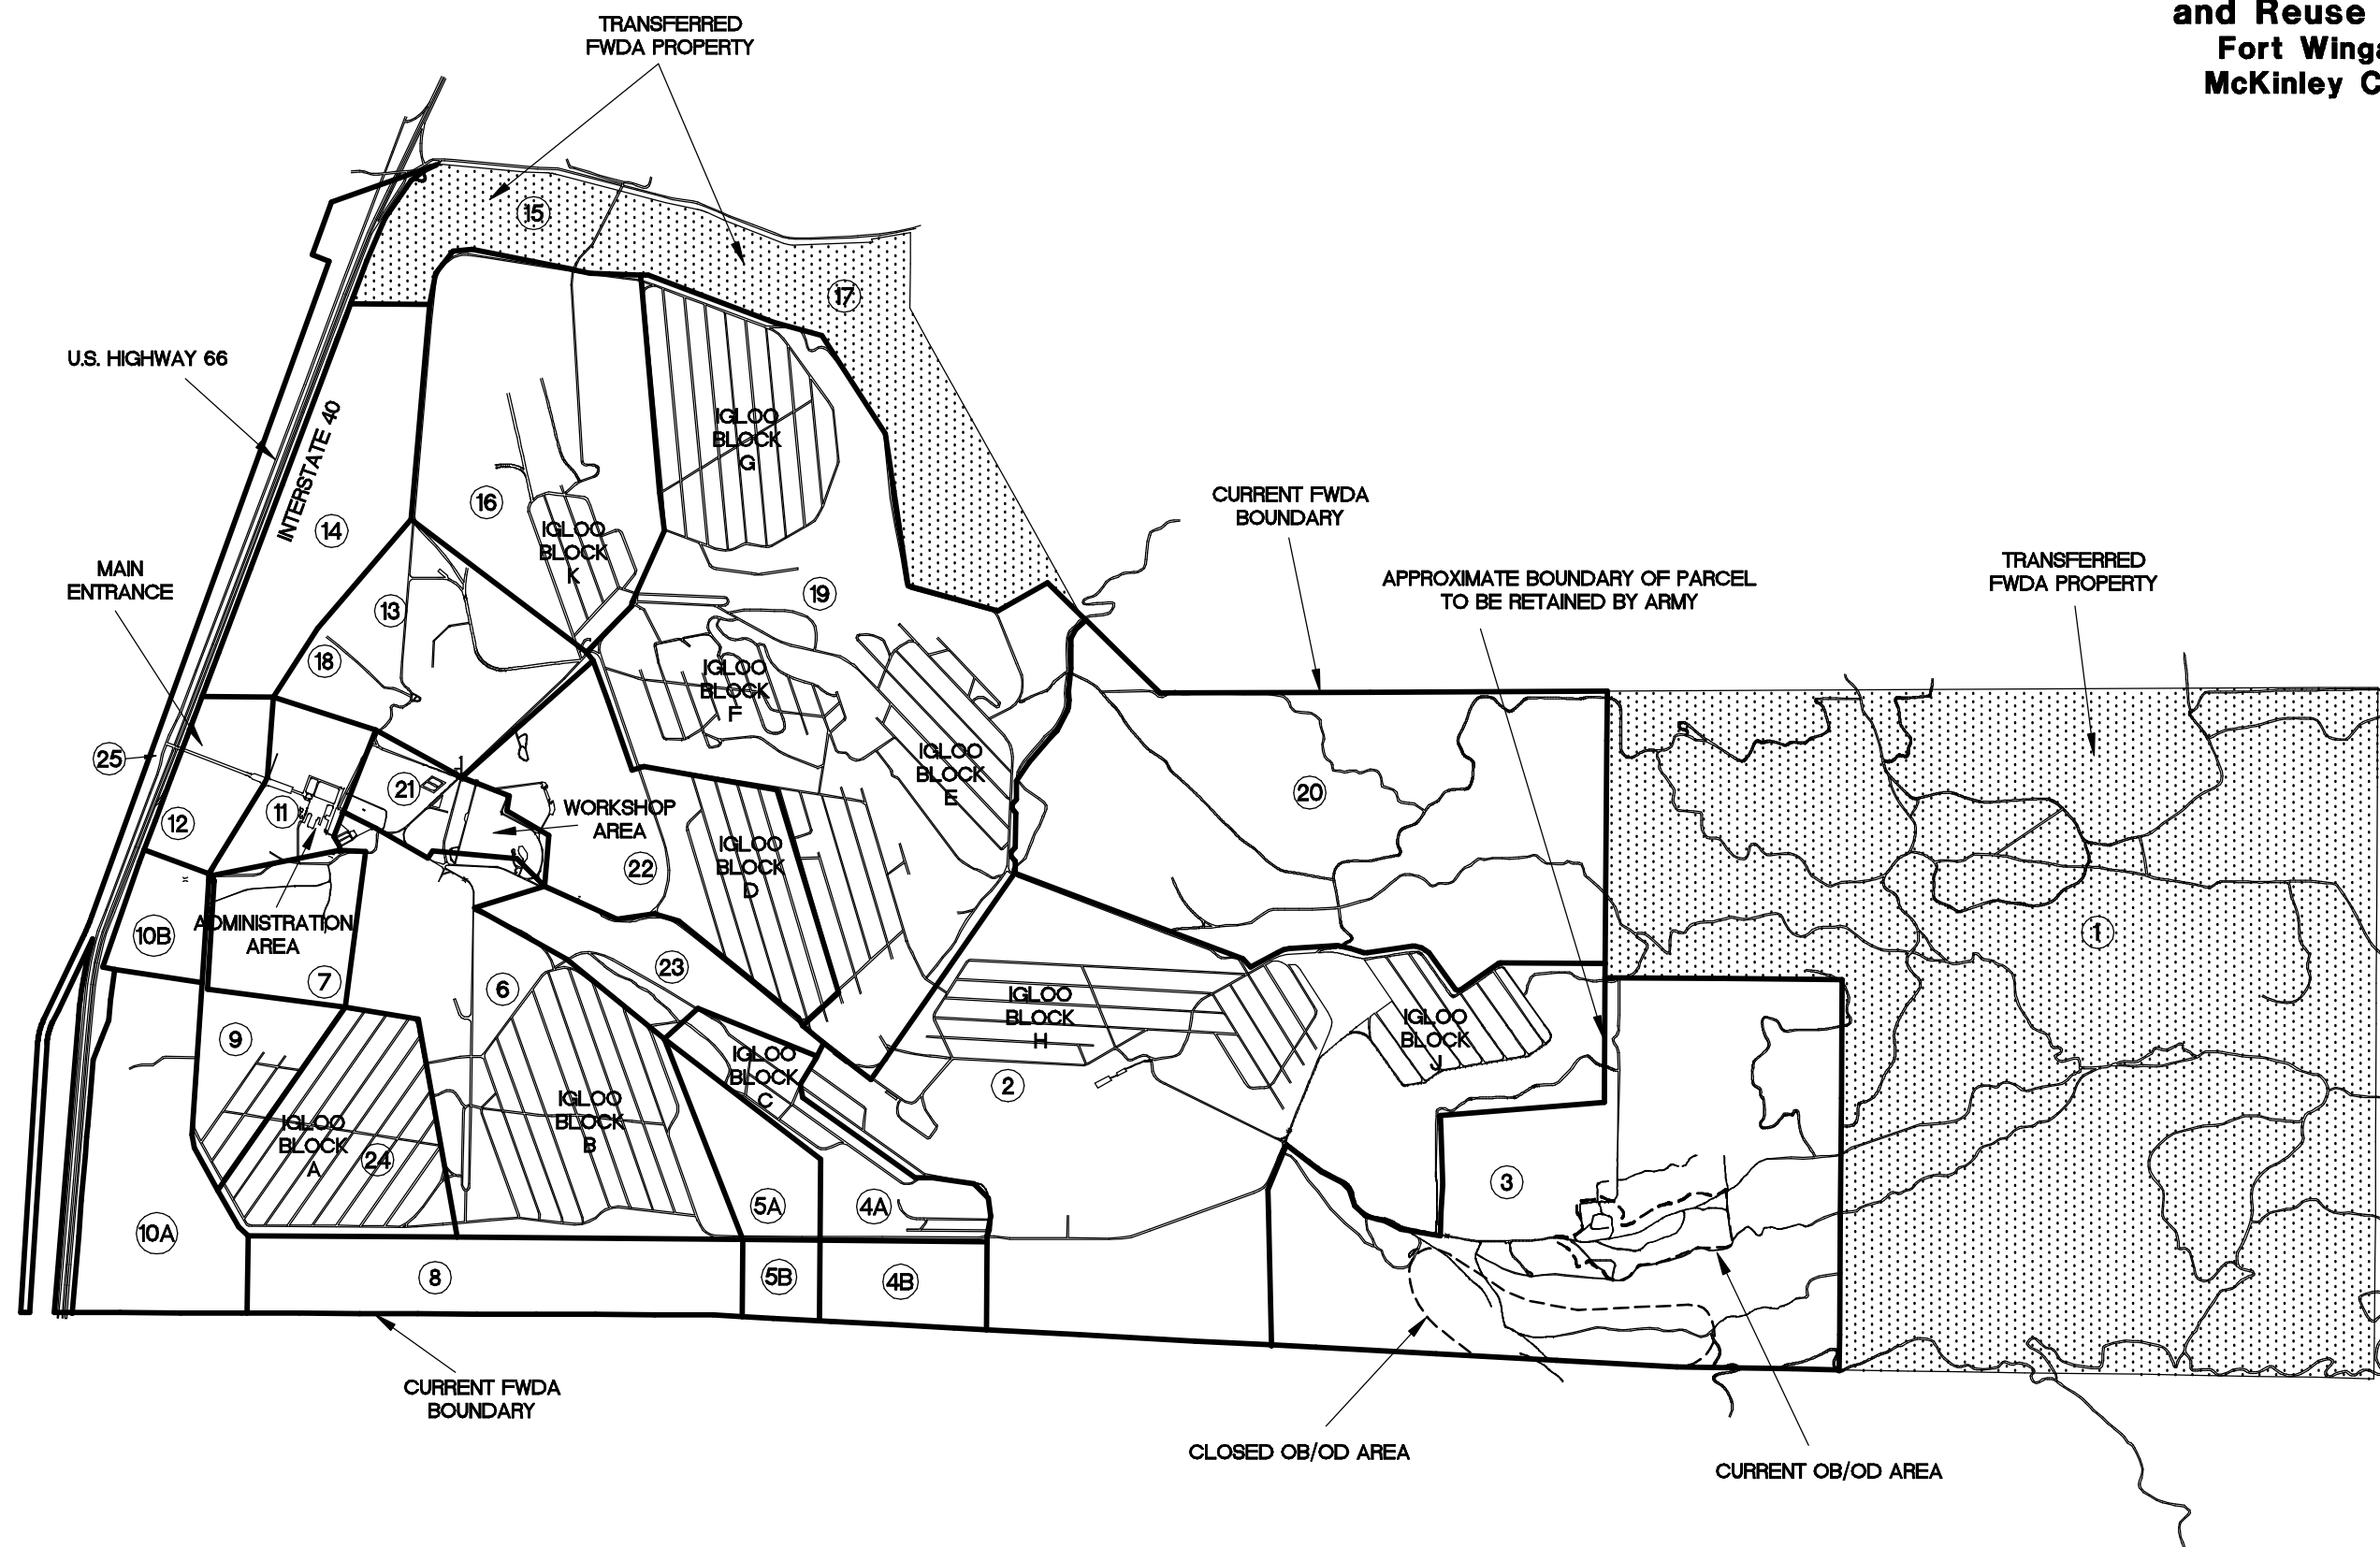 and Reuse
Fort
McKinley
TRANSFERRED
FWDA PROPERTY
15
17
U.S. HIGHWAY 66
INTERSTATE 40
IGLOO
BLOCK
G
CURRENT FWDA
BOUNDARY
16
14
IGLOO
BLOCK
K
TRANSFERRED
FWDA PROPERTY
MAIN
ENTRANCE
APPROXIMATE BOUNDARY OF PARCEL
TO BE RETAINED BY ARMY
19
13
18
IGLOO
BLOCK
F
25
IGLOO
BLOCK
E
21
20
11
12
WORKSHOP
AREA
22
IGLOO
BLOCK
D
ADMINISTRATION
AREA
10B
1
23
7
6
IGLOO
BLOCK
H
IGLOO
BLOCK
J
9
IGLOO
BLOCK
C
2
IGLOO
BLOCK
B
IGLOO
BLOCK
A
24
3
5A
4A
10A
8
5B
4B
CURRENT FWDA
BOUNDARY
CLOSED OB/OD AREA
CURRENT OB/OD AREA